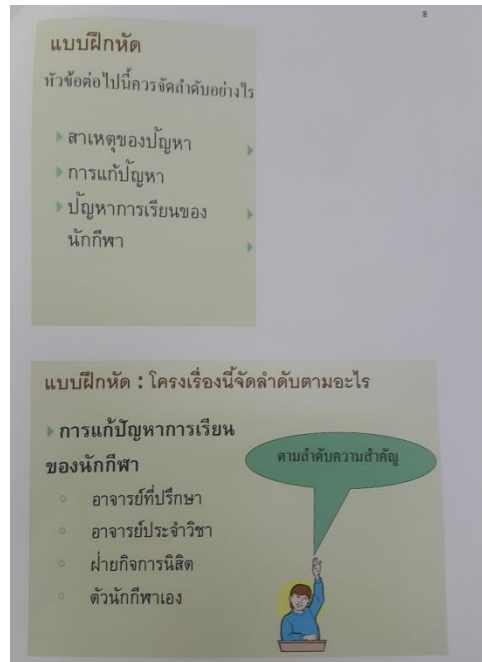 8
แบบฝึกหัด
หัวข้อต่อไปนี้ควรจัดลำดับอย่างไร
สาเหตุของปัญหา
การแก้ปัญหา
ปัญหาการเรียนของ
นักกีฬา
แบบฝึกหัด : โครงเรื่องนี้จัดลำดับตามอะไร
การแก้ปัญหาการเรียน
ของนักกีฬา
ตามลำดับความสำคัญ
อาจารย์ที่ปรึกษา
อาจารย์ประจำวิชา
ฝ่ายกิจการนิสิต
ตัวนักกีฬาเอง